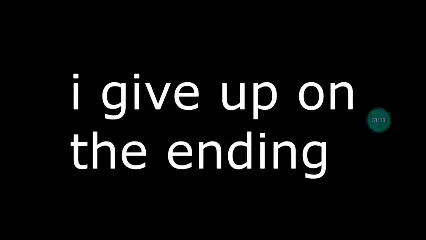 i give up on
the ending